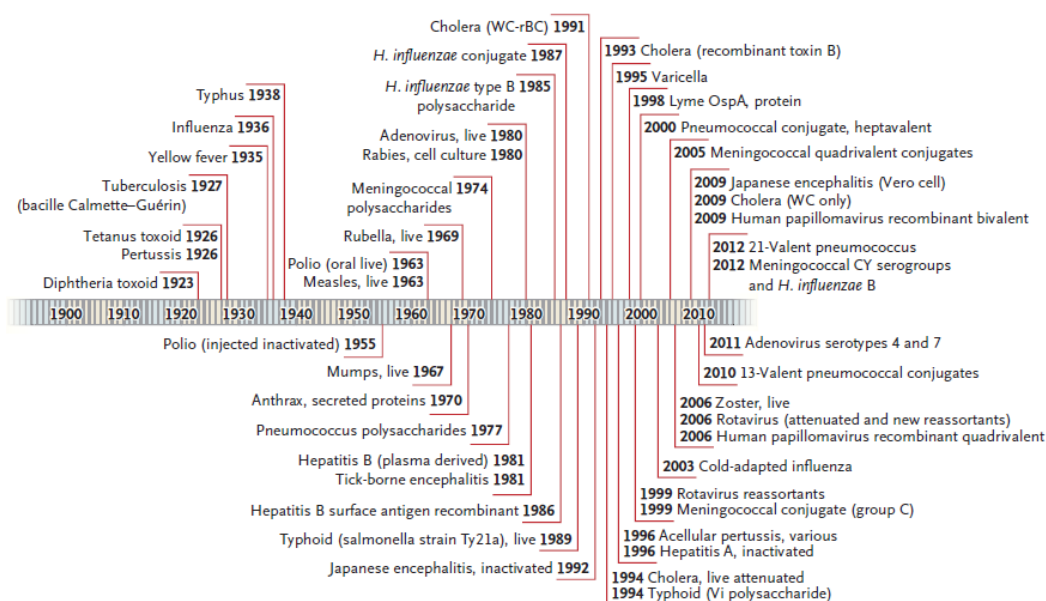 Cholera (WC-rBC) 1991
H. influenzae conjugate 1987
H. influenzae type B 1985
polysaccharide
Typhus 1938
Influenza 1936
Adenovirus, live 1980
Rabies, cell culture 1980
Yellow fever 1935
Tuberculosis 1927
(bacille Calmette–Guérin)
Meningococcal 1974
polysaccharides
Tetanus toxoid 1926
Pertussis 1926
Rubella, live 1969
Polio (oral live) 1963
Measles, live 1963
Diphtheria toxoid 1923
1993 Cholera (recombinant toxin B)
1995 Varicella
1998 Lyme OspA, protein
2000 Pneumococcal conjugate, heptavalent
2005 Meningococcal quadrivalent conjugates
2009 Japanese encephalitis (Vero cell)
2009 Cholera (WC only)
2009 Human papillomavirus recombinant bivalent
2012 21-Valent pneumococcus
2012 Meningococcal CY serogroups
and H. influenzae B
1900 1910 1920 1930 1940 1950 1960 1970 1980 1990 2000 2010
Polio (injected inactivated) 1955
Mumps, live 1967
Anthrax, secreted proteins 1970
Pneumococcus polysaccharides 1977
Hepatitis B (plasma derived) 1981
Tick-borne encephalitis 1981
Hepatitis B surface antigen recombinant 1986
Typhoid (salmonella strain Ty21a), live 1989
Japanese encephalitis, inactivated 1992
2011 Adenovirus serotypes 4 and 7
2010 13-Valent pneumococcal conjugates
2006 Zoster, live
2006 Rotavirus (attenuated and new reassortants)
2006 Human papillomavirus recombinant quadrivalent
2003 Cold-adapted influenza
1999 Rotavirus reassortants
1999 Meningococcal conjugate (group C)
1996 Acellular pertussis, various
1996 Hepatitis A, inactivated
1994 Cholera, live attenuated
1994 Typhoid (Vi polysaccharide)